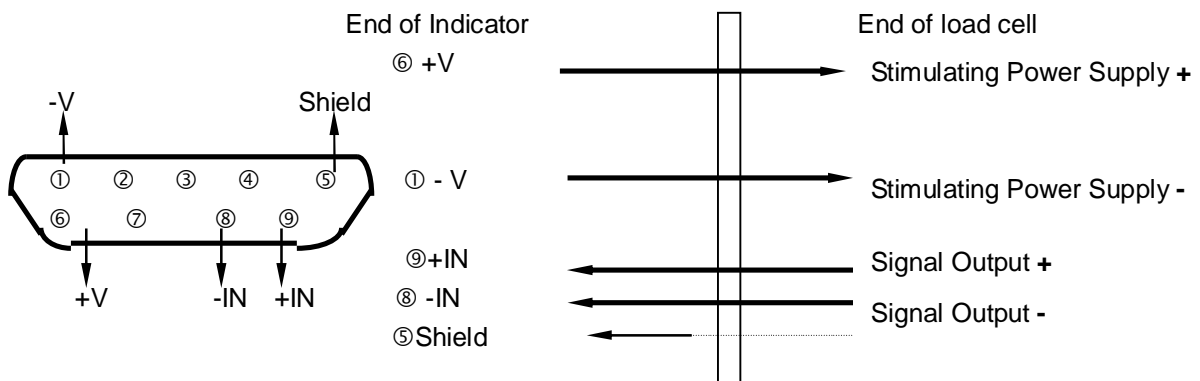 End of Indicator
End of load cell
⑥ +V
Stimulating Power Supply +
-V
Shield
① ② ③ ④ ⑤
① - V
Stimulating Power Supply -
⑥ ⑦ ⑧ ⑨
+V
-IN
+IN
⑨+IN
Signal Output +
⑧ -IN
Signal Output -
⑤Shield